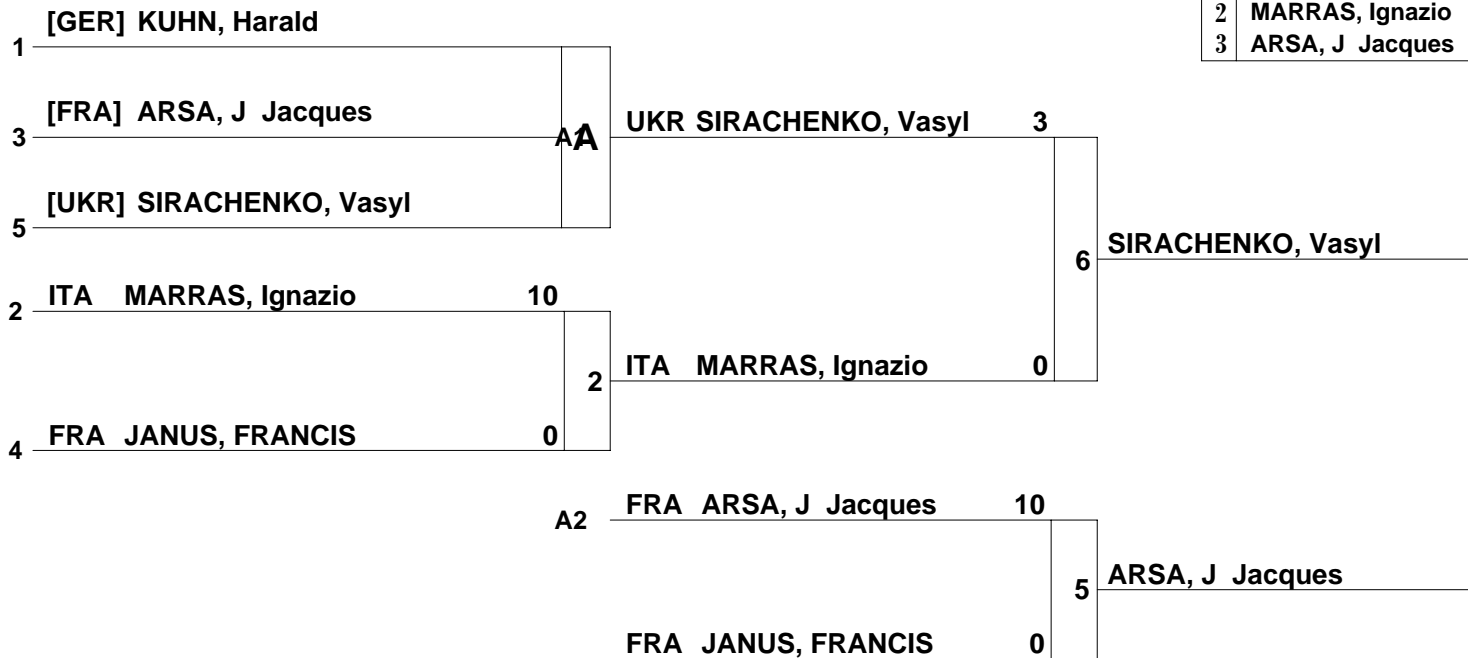 [GER] KUHN, Harald
1
[FRA] ARSA, J Jacques
3
[UKR] SIRACHENKO, Vasyl
5
A
UKR SIRACHENKO, Vasyl 3
ITA MARRAS, Ignazio 10
2
FRA JANUS, FRANCIS 0
4
2
ITA MARRAS, Ignazio 0
6
SIRACHENKO, Vasyl
A2
FRA ARSA, J Jacques 10
FRA JANUS, FRANCIS 0
5
ARSA, J Jacques
2 MARRAS, Ignazio
3 ARSA, J Jacques